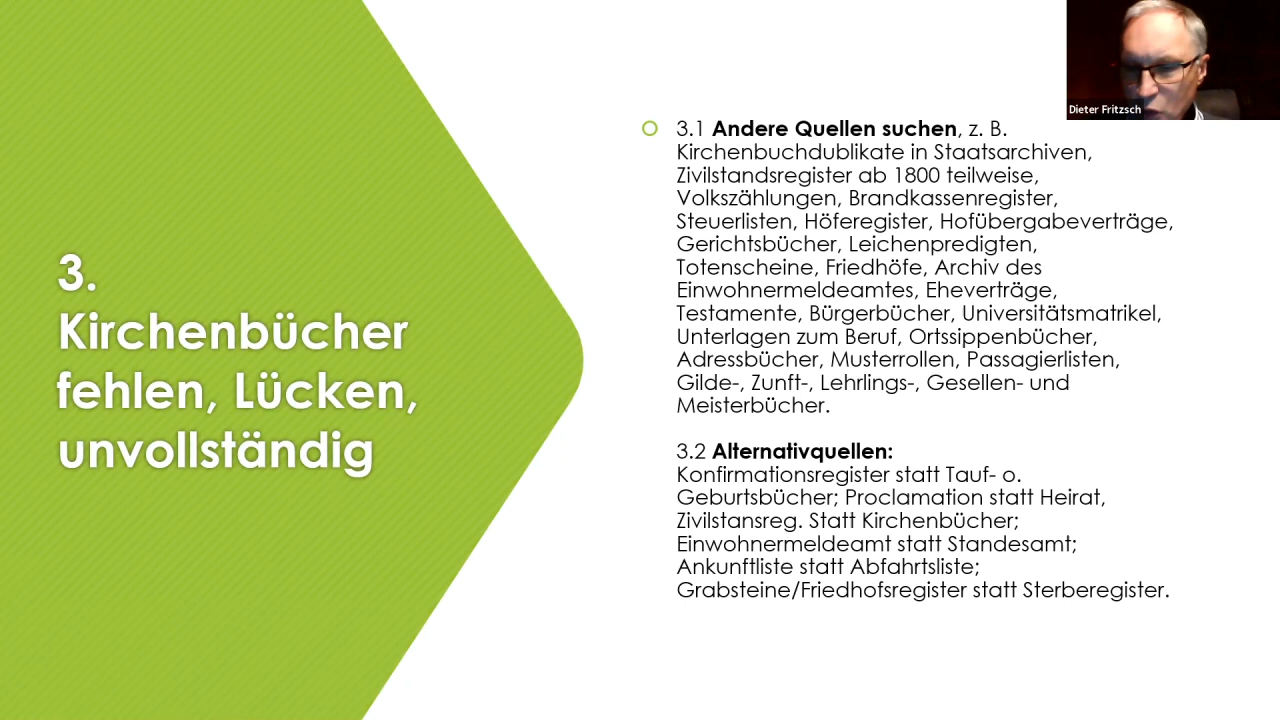 3.
Kirchenbücher
fehlen, Lücken,
unvollständig
3.1 Andere Quellen suchen, z. B.
Kirchenbuchdublikate in Staatsarchiven,
Zivilstandsregister ab 1800 teilweise,
Volkszählungen, Brandkassenregister,
Steuerlisten, Höferegister, Hofübergabeverträge,
Gerichtsbücher, Leichenpredigten,
Totenscheine, Friedhöfe, Archiv des
Einwohnermeldeamtes, Eheverträge,
Testamente, Bürgerbücher, Universitätsmatrikel,
Unterlagen zum Beruf, Ortssippenbücher,
Adressbücher, Musterrollen, Passagierlisten,
Gilde-, Zunft-, Lehrlings-, Gesellen- und
Meisterbücher.
3.2 Alternativquellen:
Konfirmationsregister statt Tauf- o.
Geburtsbücher; Proclamation statt Heirat,
Zivilstansreg. Statt Kirchenbücher;
Einwohnermeldeamt statt Standesamt;
Ankunftliste statt Abfahrtsliste;
Grabsteine/Friedhofsregister statt Sterberegister.
Dieter Fritzsch